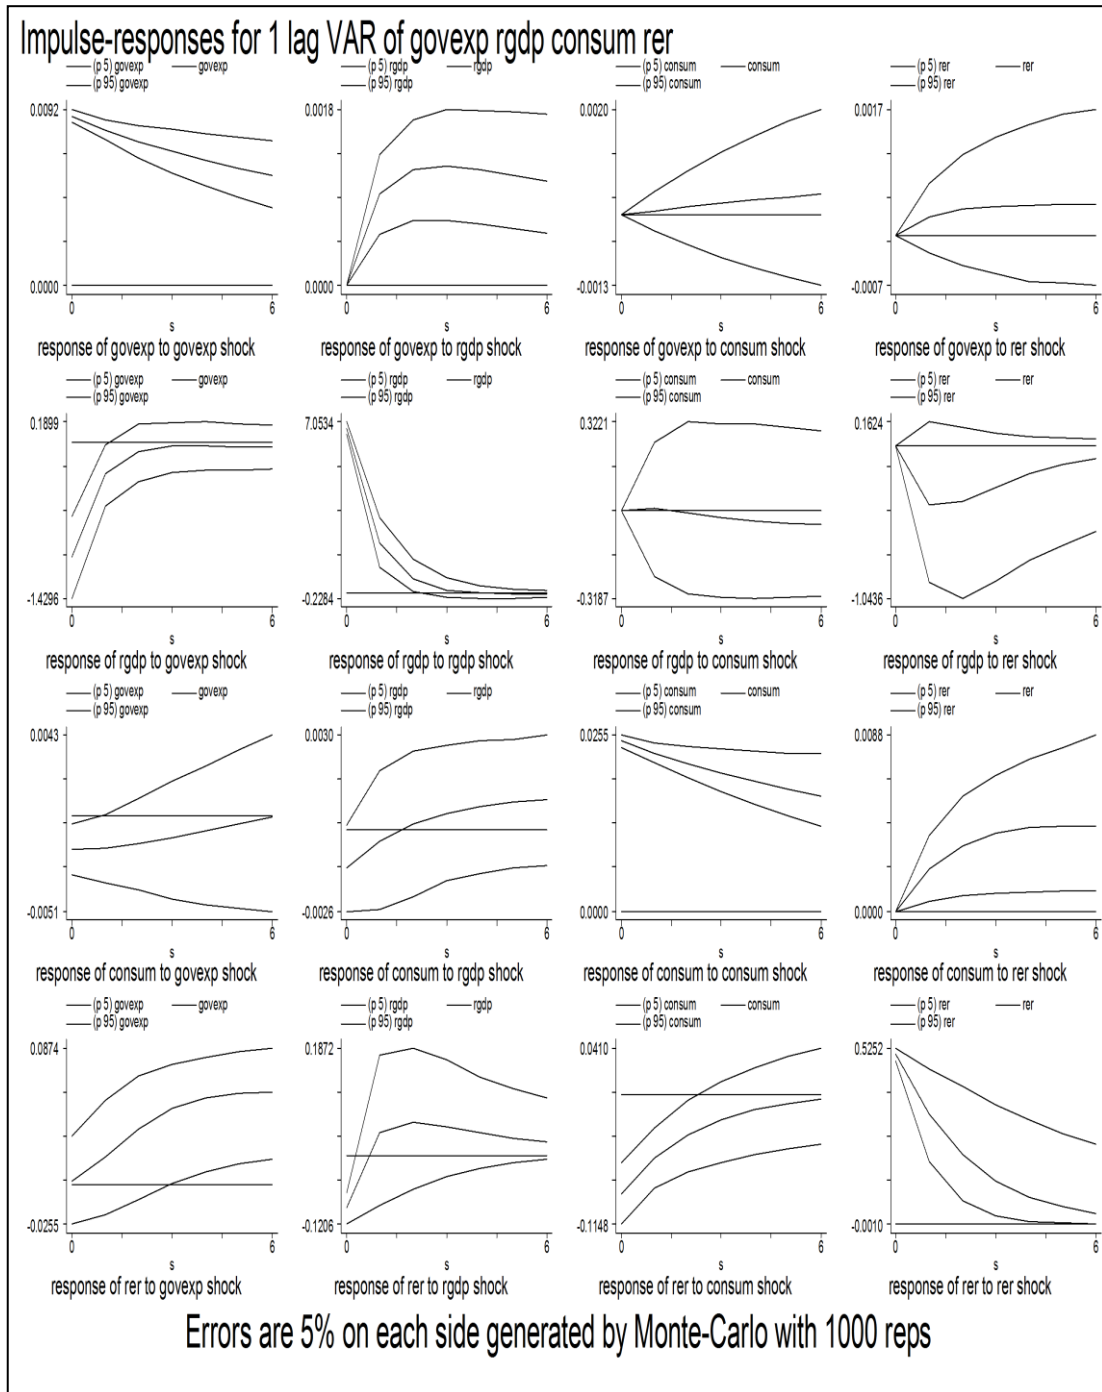 Impulse-responses for 1 lag VAR of govexp rgdp consum rer
(p 5) govexp govexp (p 5) rgdp rgdp (p 5) consum consum (p 5) rer rer
(p 95) govexp (p 95) rgdp (p 95) consum (p 95) rer
0.0092 0.0018 0.0020 0.0017
0.0000 0.0000 -0.0013 -0.0007
0 6 0 6 0 6 0 6
s s s s
response of govexp to govexp shock response of govexp to rgdp shock response of govexp to consum shock response of govexp to rer shock
(p 5) govexp govexp (p 5) rgdp rgdp (p 5) consum consum (p 5) rer rer
(p 95) govexp (p 95) rgdp (p 95) consum (p 95) rer
0.1899 7.0534 0.3221 0.1624
-1.4296 -0.2284 -0.3187 -1.0436
0 6 0 6 0 6 0 6
s s s s
response of rgdp to govexp shock response of rgdp to rgdp shock response of rgdp to consum shock response of rgdp to rer shock
(p 5) govexp govexp (p 5) rgdp rgdp (p 5) consum consum (p 5) rer rer
(p 95) govexp (p 95) rgdp (p 95) consum (p 95) rer
0.0043 0.0030 0.0255 0.0088
-0.0051 -0.0026 0.0000 0.0000
0 6 0 6 0 6 0 6
s s s s
response of consum to govexp shock response of consum to rgdp shock response of consum to consum shock response of consum to rer shock
(p 5) govexp govexp (p 5) rgdp rgdp (p 5) consum consum (p 5) rer rer
(p 95) govexp (p 95) rgdp (p 95) consum (p 95) rer
0.0874 0.1872 0.0410 0.5252
-0.0255 -0.1206 -0.1148 -0.0010
0 6 0 6 0 6 0 6
s s s s
response of rer to govexp shock response of rer to rgdp shock response of rer to consum shock response of rer to rer shock
Errors are 5% on each side generated by Monte-Carlo with 1000 reps